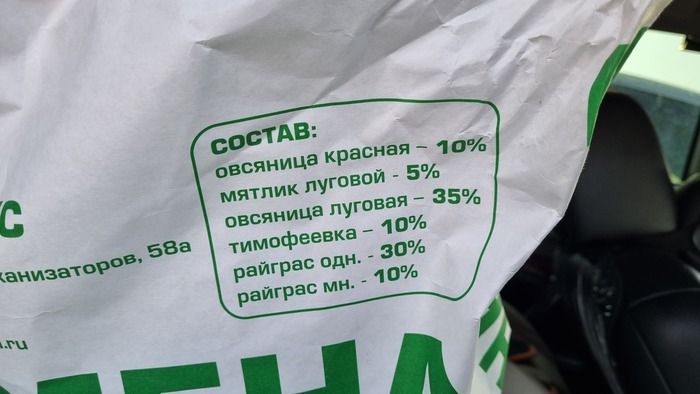 СОСТАВ:
овсяница красная – 10%
мятлик луговой - 5%
овсяница луговая – 35%
тимофеевка – 10%
райграс одн. - 30%
райграс мн. - 10%
58а
.ru